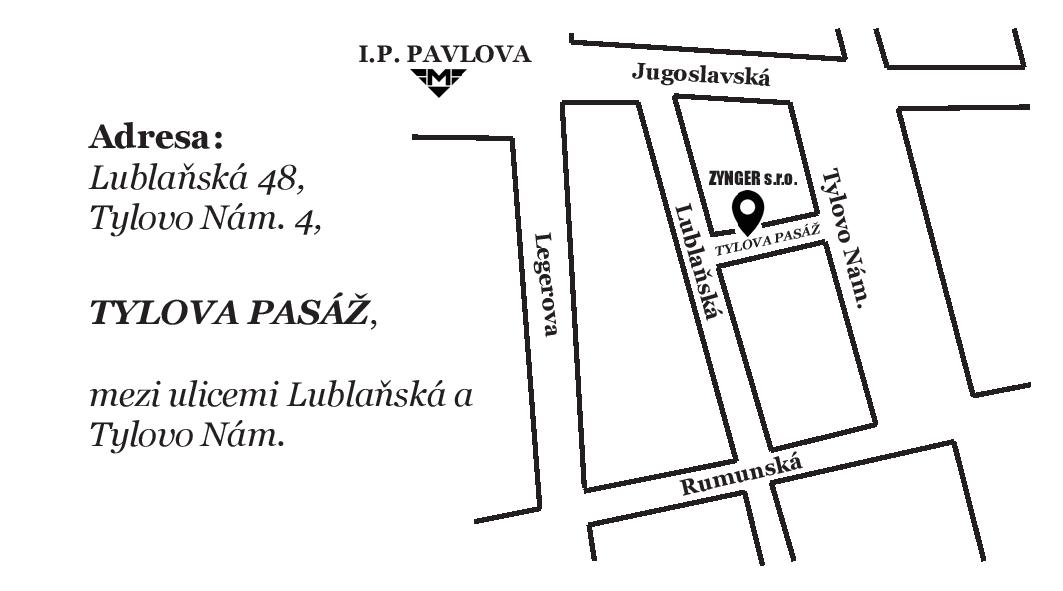 I.P. PAVLOVA
M
Jugoslavská
Adresa:
Lublaňská 48,
Tylovo Nám. 4,
TYLOVA PASÁŽ,
mezi ulicemi Lublaňská a
Tylovo Nám.
ZYNGER s.r.o.
TYLOVA PASÁŽ
Legerova
Lublaňská
Tylovo Nám.
Rumunská